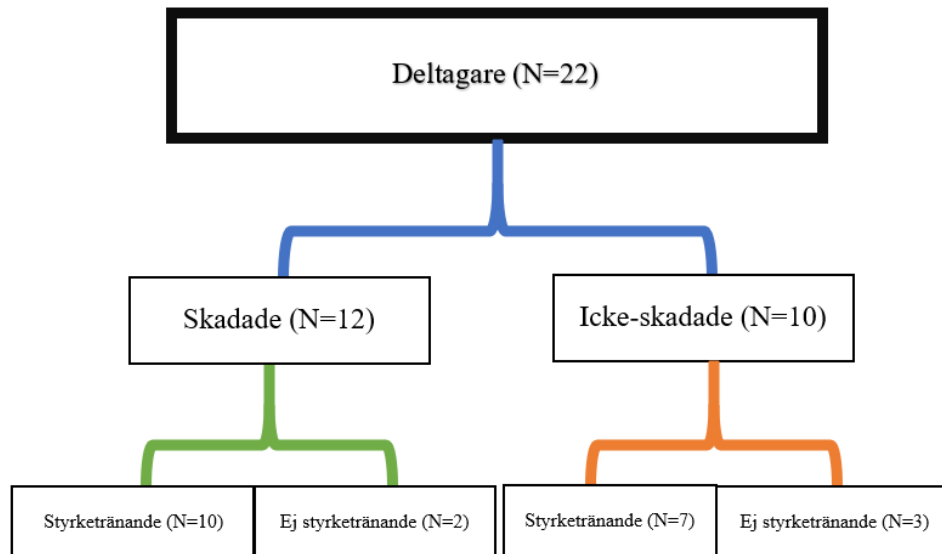 Deltagare (N=22)
Skadade (N=12)
Icke-skadade (N=10)
Styrketränande (N=10)
Ej styrketränande (N=2)
Styrketränande (N=7)
Ej styrketränande (N=3)